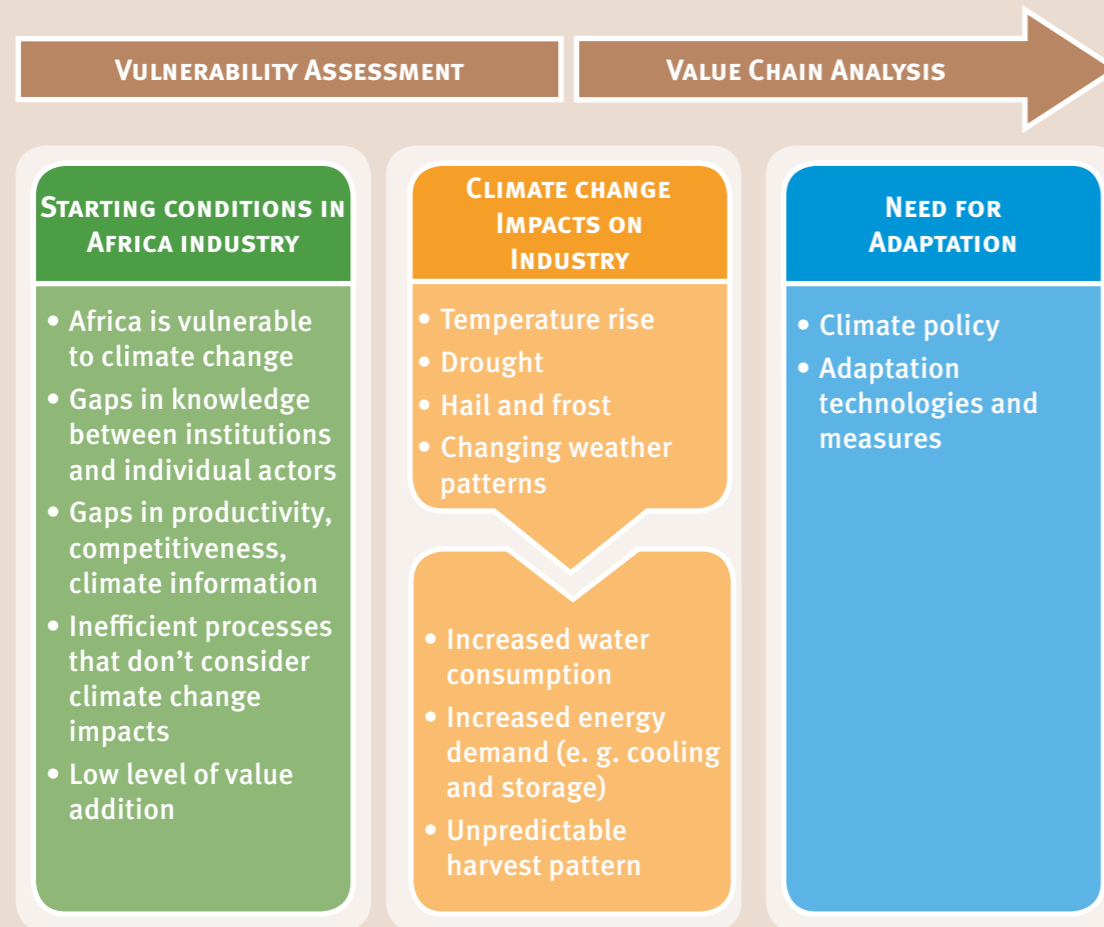 VULNERABILITY ASSESSMENT
VALUE CHAIN ANALYSIS
STARTING CONDITIONS IN
AFRICA INDUSTRY
• Africa is vulnerable
to climate change
• Gaps in knowledge
between institutions
and individual actors
• Gaps in productivity,
competitiveness,
climate information
• Inefficient processes
that don’t consider
climate change
impacts
• Low level of value
addition
CLIMATE CHANGE
IMPACTS ON
INDUSTRY
• Temperature rise
• Drought
• Hail and frost
• Changing weather
patterns
• Increased water
consumption
• Increased energy
demand (e. g. cooling
and storage)
• Unpredictable
harvest pattern
NEED FOR
ADAPTATION
• Climate policy
• Adaptation
technologies and
measures